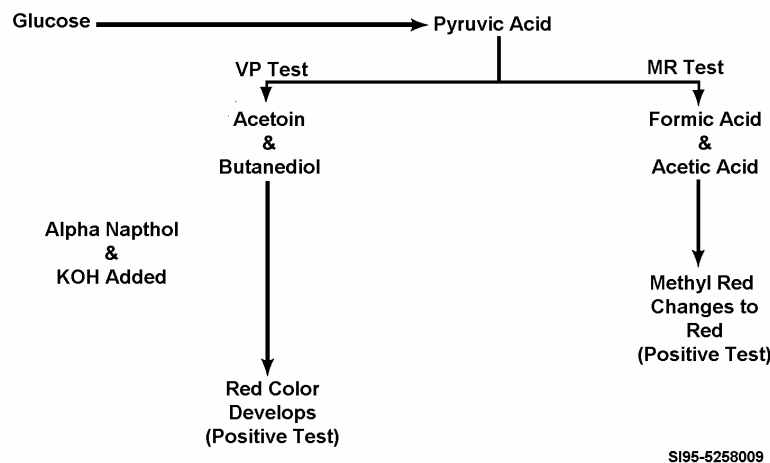 Glucose
Pyruvic Acid
VP Test
MR Test
Acetoin
&
Butanediol
Formic Acid
&
Acetic Acid
Alpha Napthol
&
KOH Added
Methyl Red
Changes to
Red
(Positive Test)
Red Color
Develops
(Positive Test)
SI95-5258009